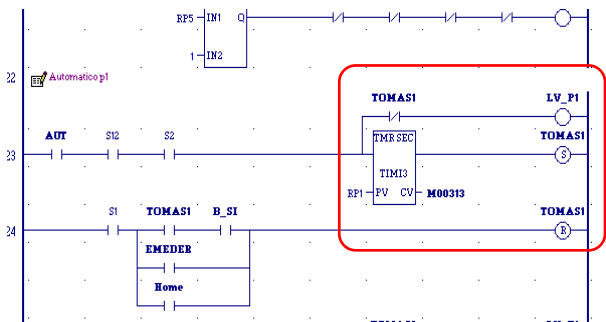 RP5 IN1 Q
1 IN2
22 Automatico p1
TOMAS1 LV_P1
AUT S12 S2 TMR SEC TOMAS1
23 S
TIMI3
RP1 PV CV M00313
S1 TOMAS1 B_SI TOMAS1
24 R
EMEDER
Home